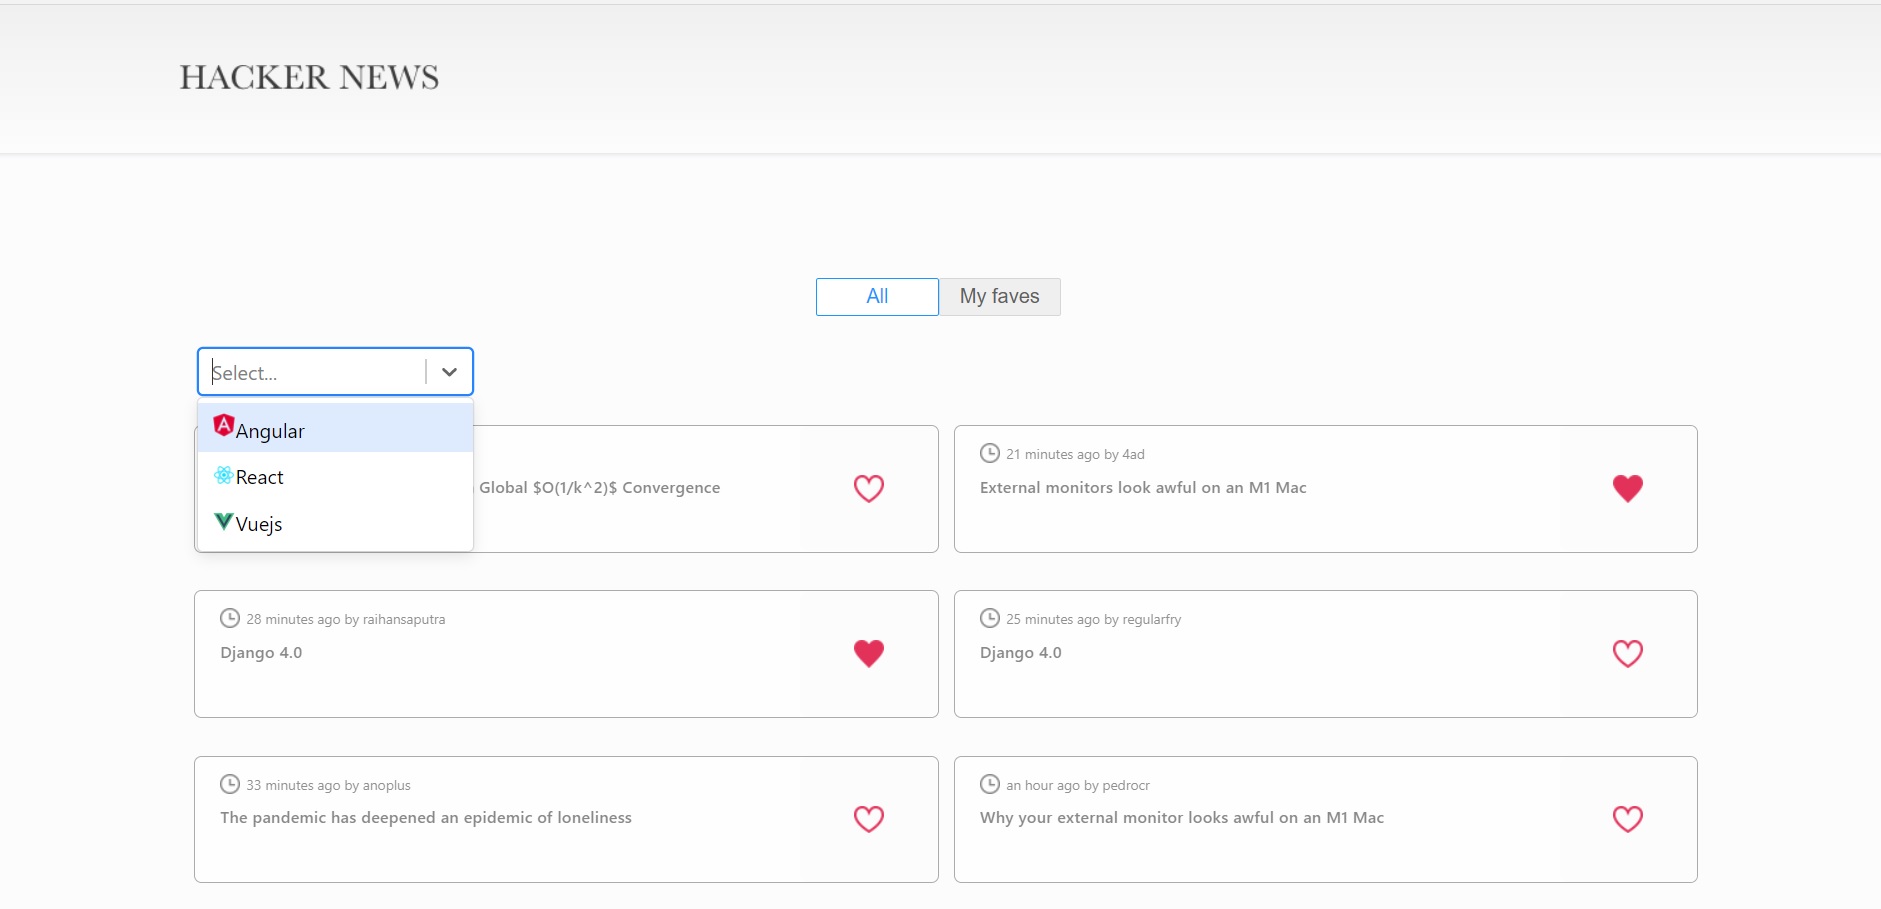 HACKER NEWS
All
My faves
Select...
Angular
React
Vuejs
Global $O(1/k^2)$ Convergence
21 minutes ago by 4ad
External monitors look awful on an M1 Mac
28 minutes ago by raihansaputra
Django 4.0
25 minutes ago by regularfry
Django 4.0
33 minutes ago by anoplus
The pandemic has deepened an epidemic of loneliness
an hour ago by pedrocr
Why your external monitor looks awful on an M1 Mac